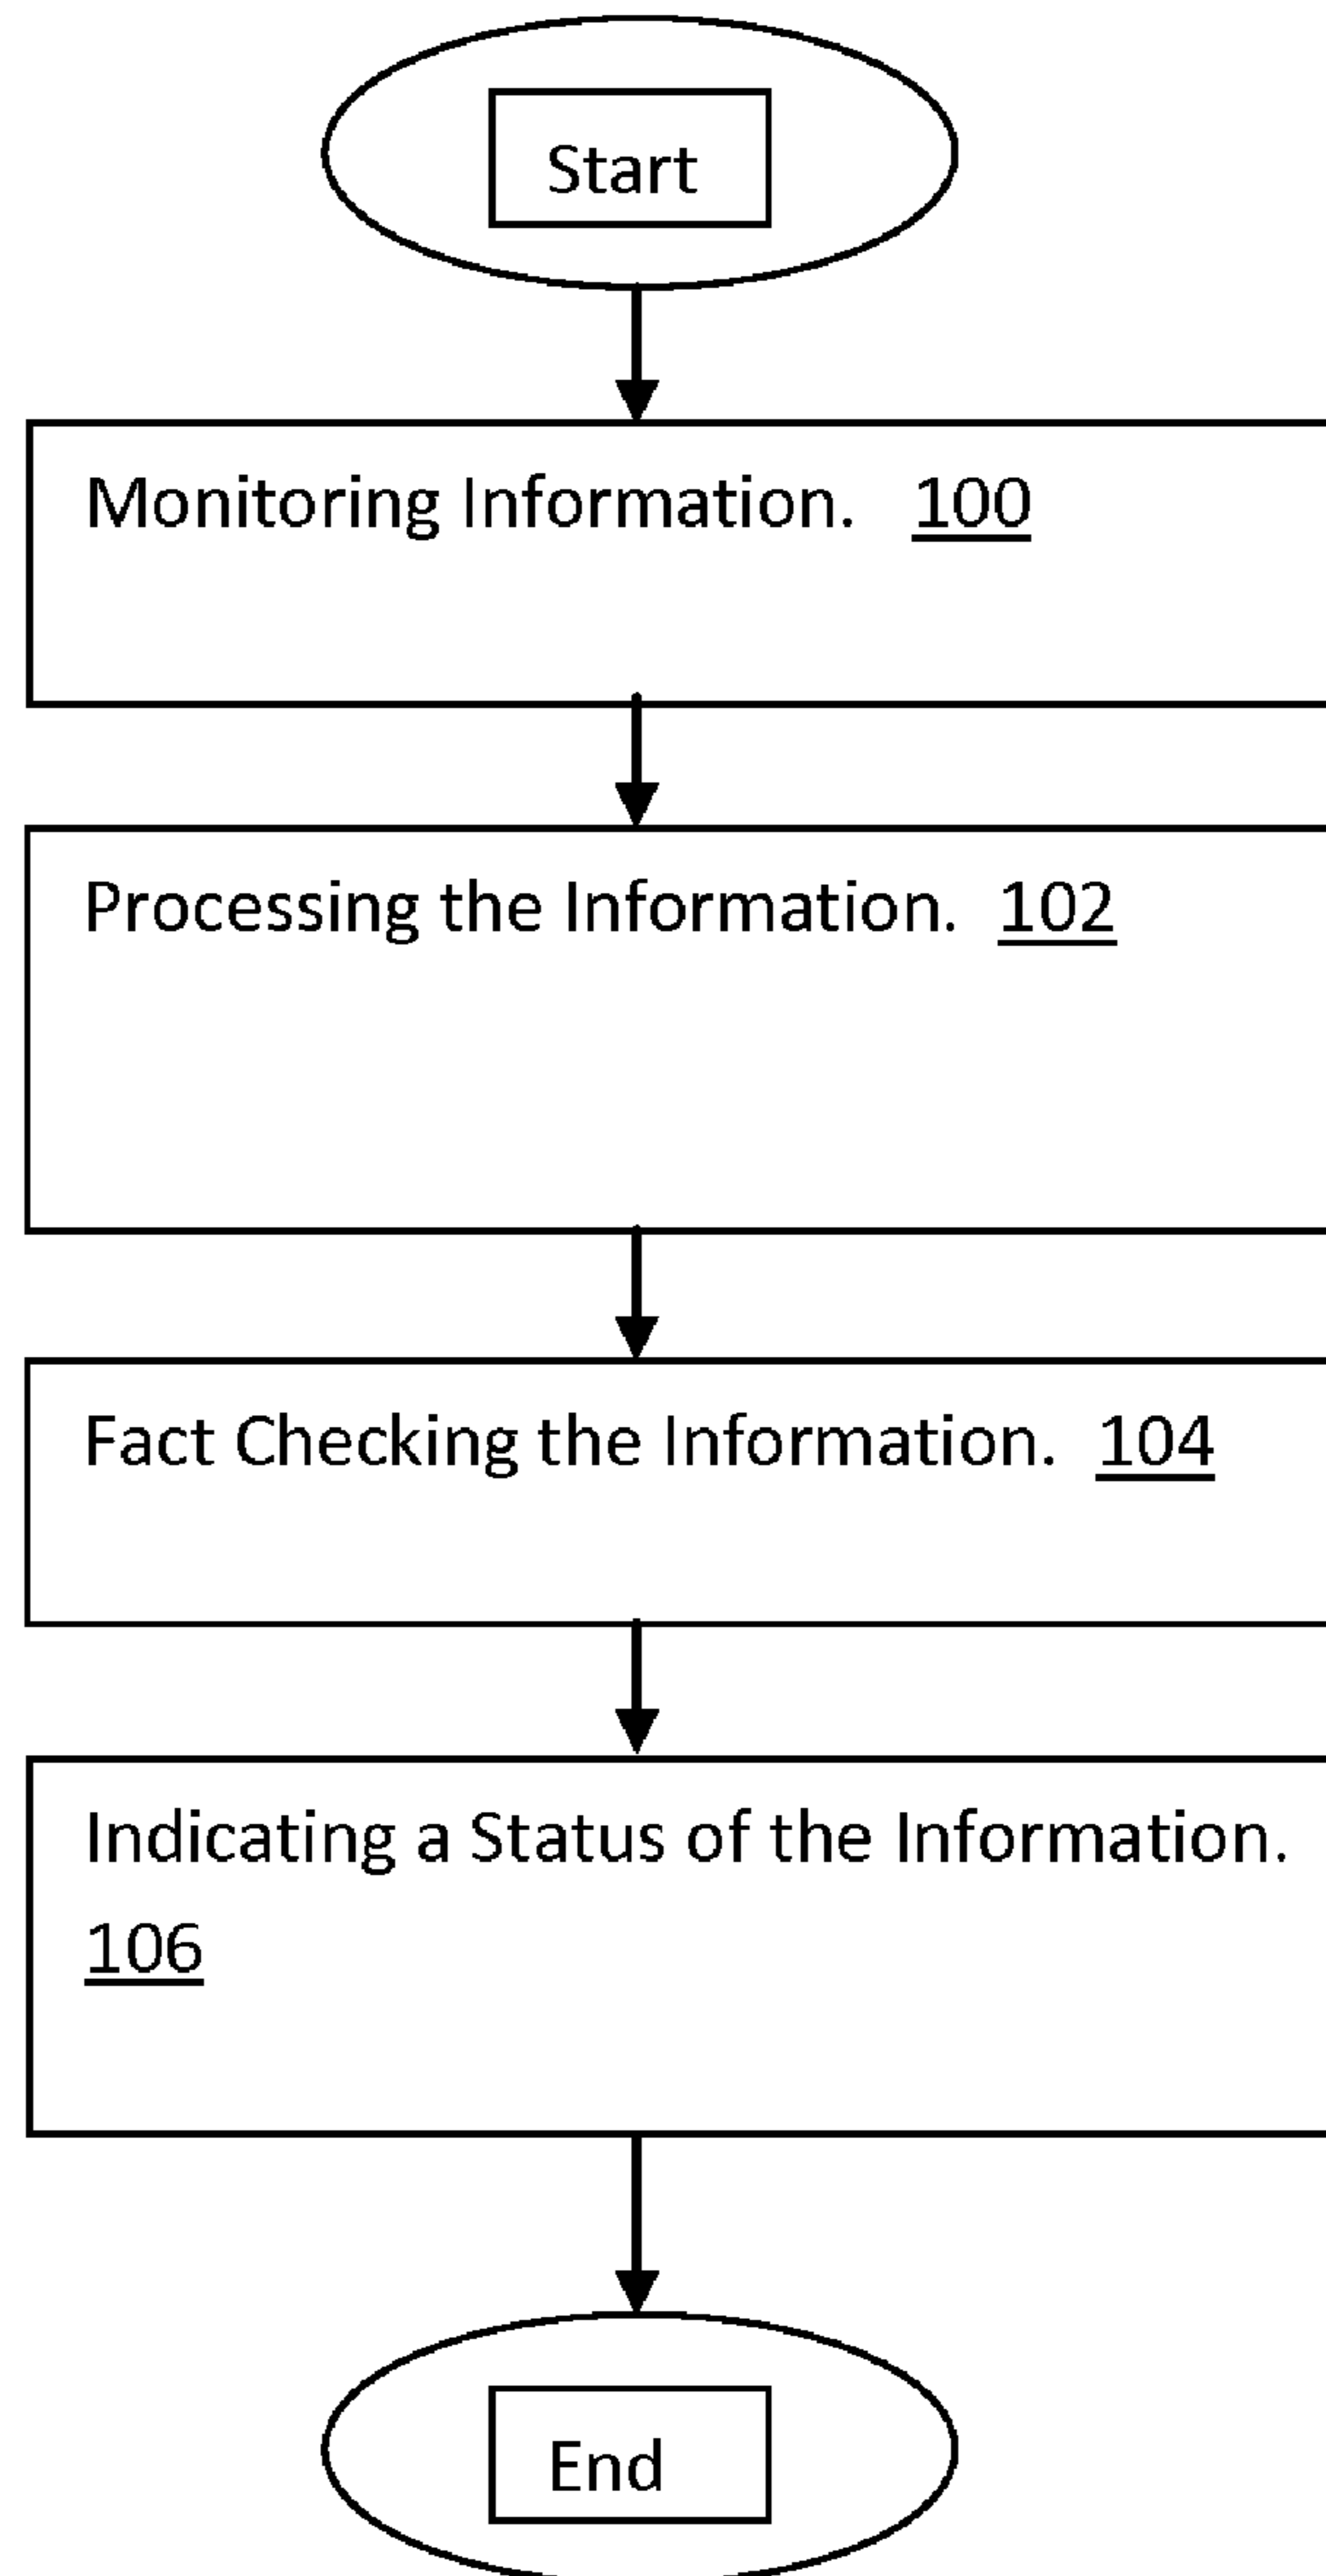 Start
Monitoring Information. 100
Processing the Information. 102
Fact Checking the Information. 104
Indicating a Status of the Information.
106
End